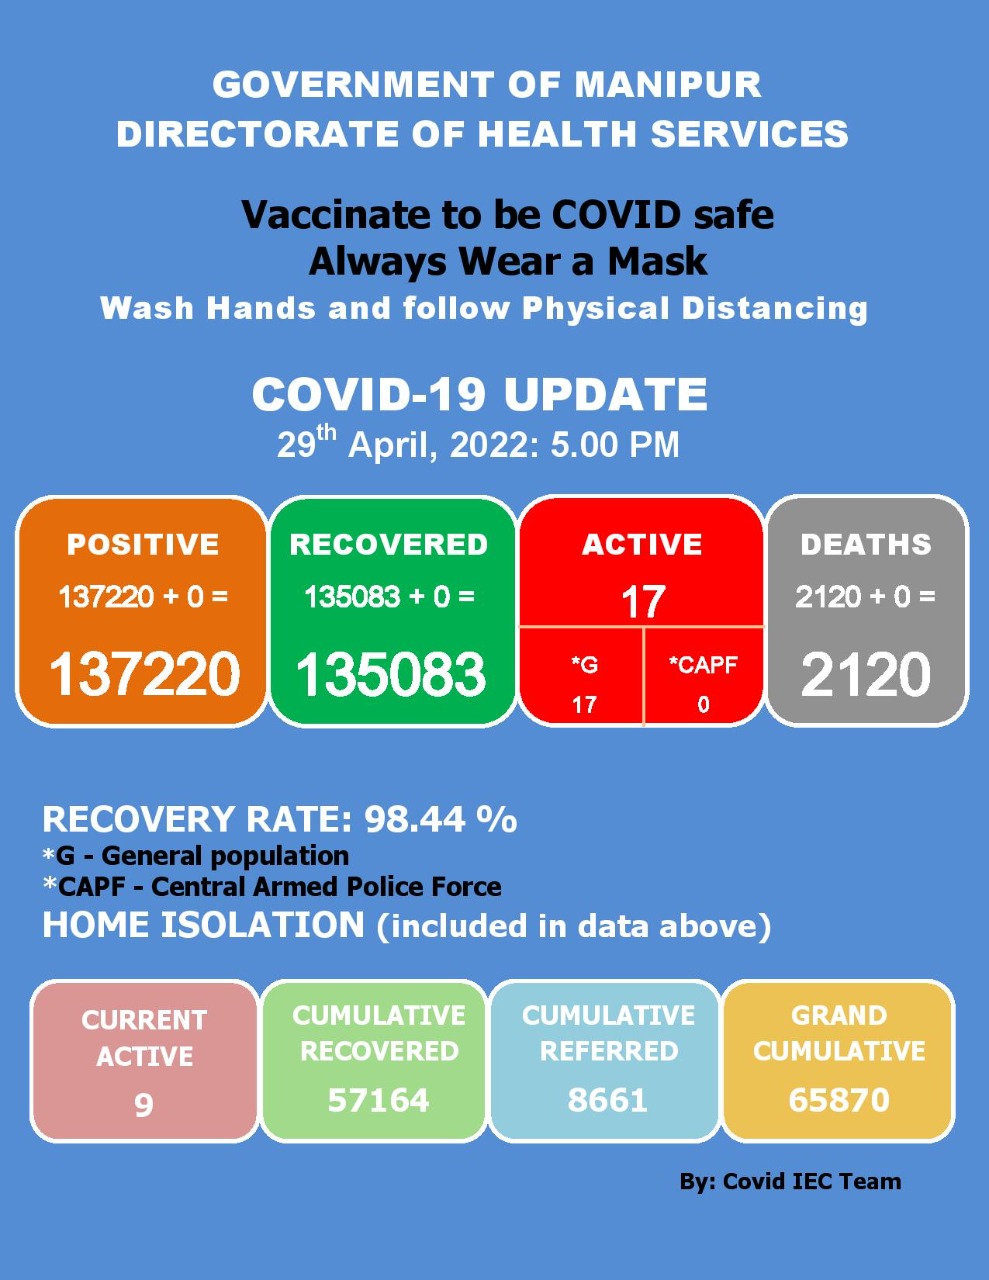 GOVERNMENT OF MANIPUR
DIRECTORATE OF HEALTH SERVICES
Vaccinate to be COVID safe
Always Wear a Mask
Wash Hands and follow Physical Distancing
COVID-19 UPDATE
29th April, 2022: 5.00 PM
POSITIVE
137220 + 0 =
137220
RECOVERED
135083 + 0 =
135083
ACTIVE
17
*G
17
*CAPF
0
DEATHS
2120 + 0 =
2120
RECOVERY RATE: 98.44 %
*G - General population
*CAPF - Central Armed Police Force
HOME ISOLATION (included in data above)
CURRENT
ACTIVE
9
CUMULATIVE
RECOVERED
57164
CUMULATIVE
REFERRED
8661
GRAND
CUMULATIVE
65870
By: Covid IEC Team